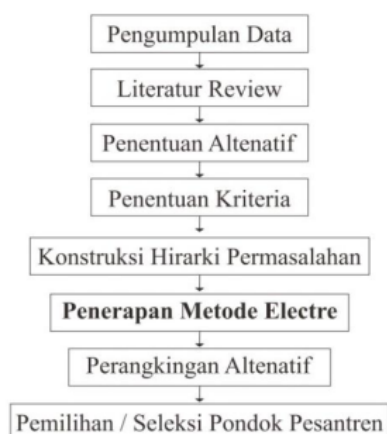 Pengumpulan Data
Literatur Review
Penentuan Altenatif
Penentuan Kriteria
Konstruksi Hirarki Permasalahan
Penerapan Metode Electre
Perangkingan Altenatif
Pemilihan / Seleksi Pondok Pesantren